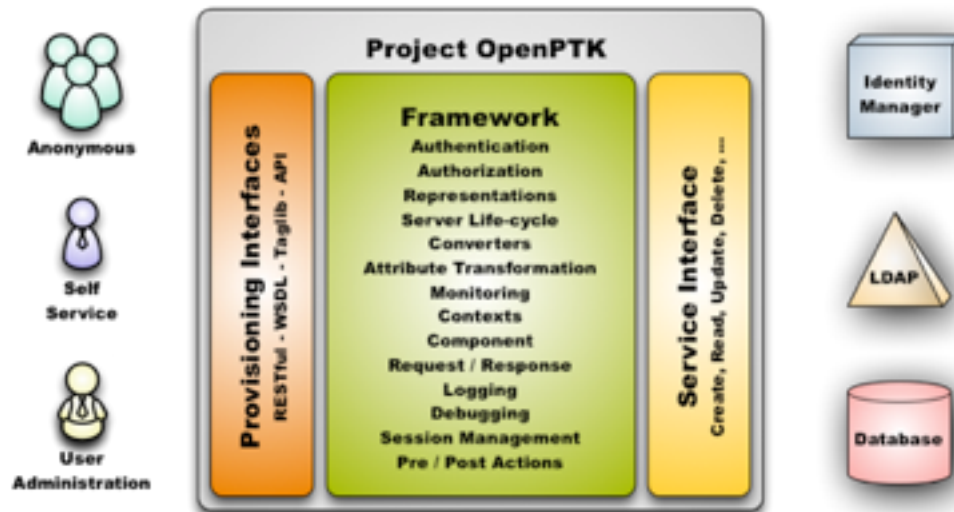 Project OpenPTK
Anonymous
Self
Service
User
Administration
Provisioning Interfaces
RESTful - WSDL - Taglib - API
Framework
Authentication
Authorization
Representations
Server Life-cycle
Converters
Attribute Transformation
Monitoring
Contexts
Component
Request / Response
Logging
Debugging
Session Management
Pre / Post Actions
Service Interface
Create, Read, Update, Delete, ...
Identity
Manager
LDAP
Database